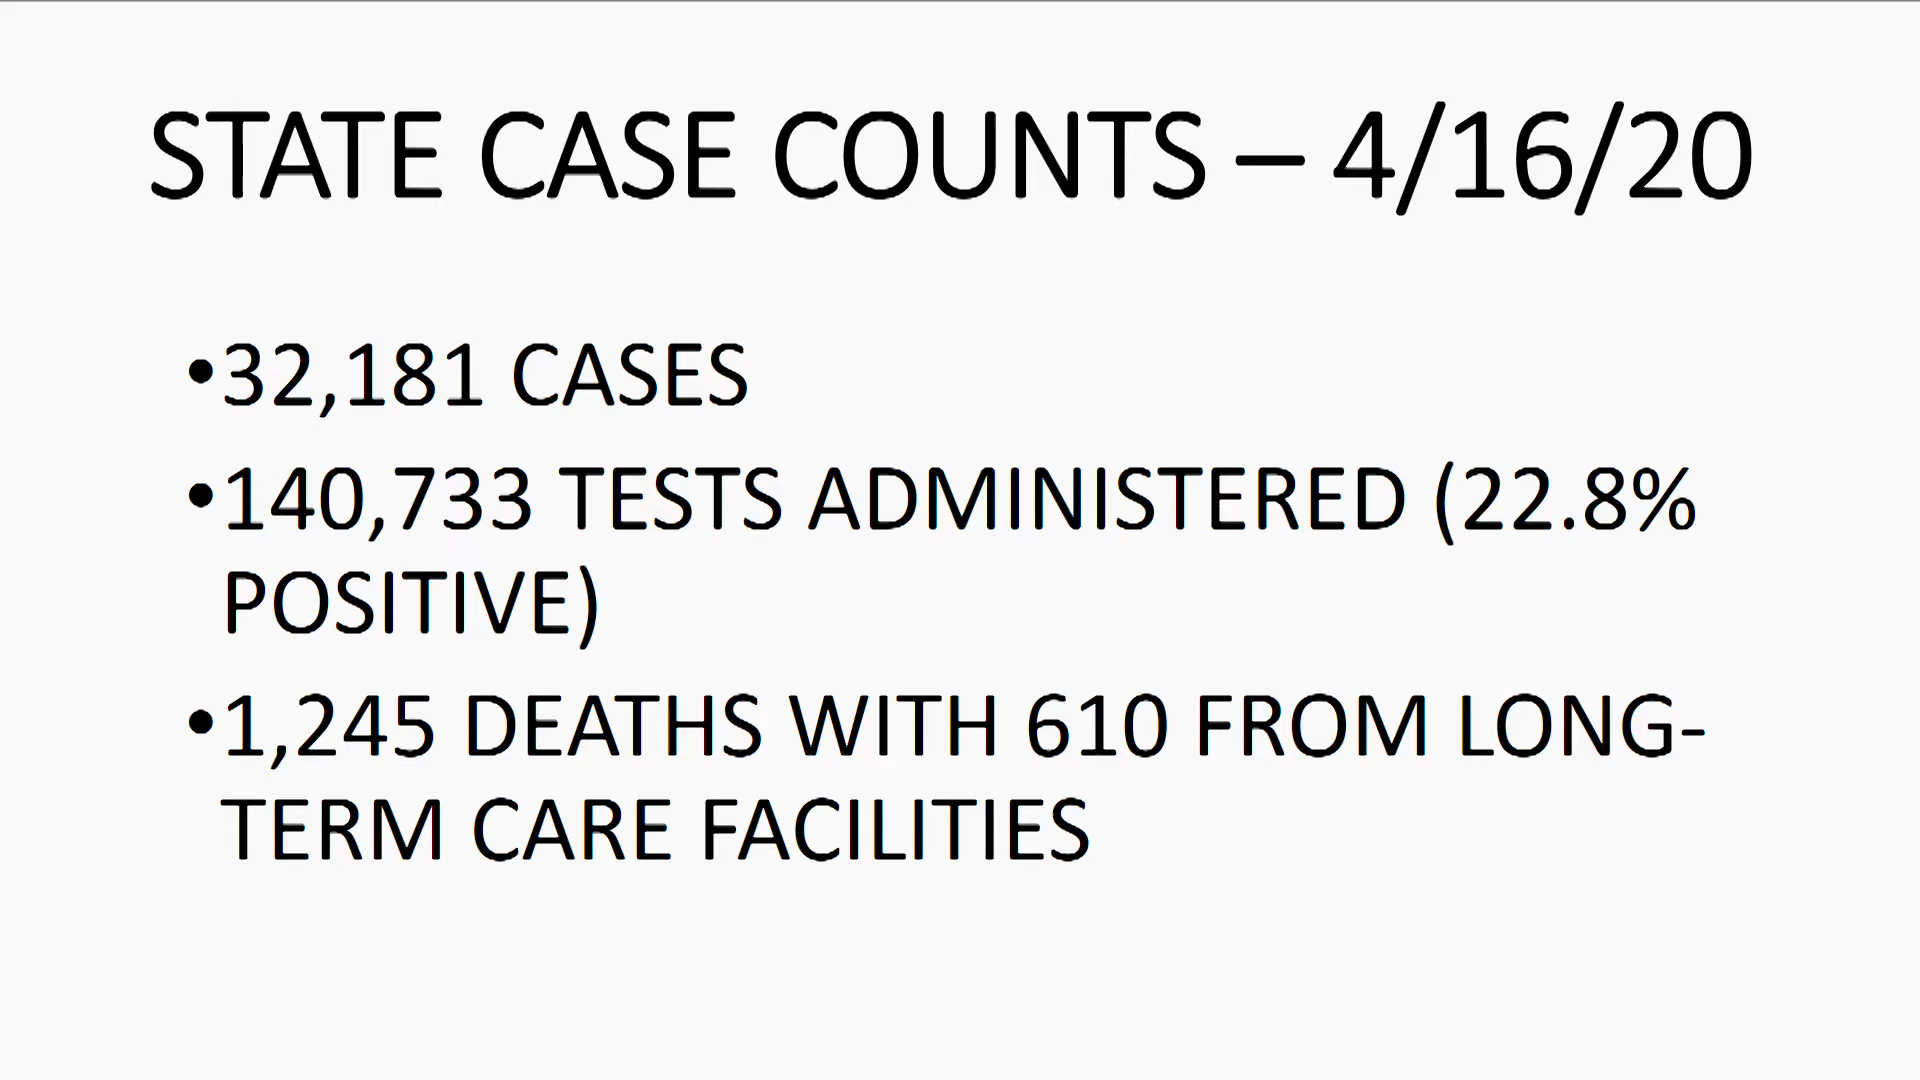 STATE CASE COUNTS – 4/16/20
•32,181 CASES
•140,733 TESTS ADMINISTERED (22.8%
POSITIVE)
•1,245 DEATHS WITH 610 FROM LONG-
TERM CARE FACILITIES